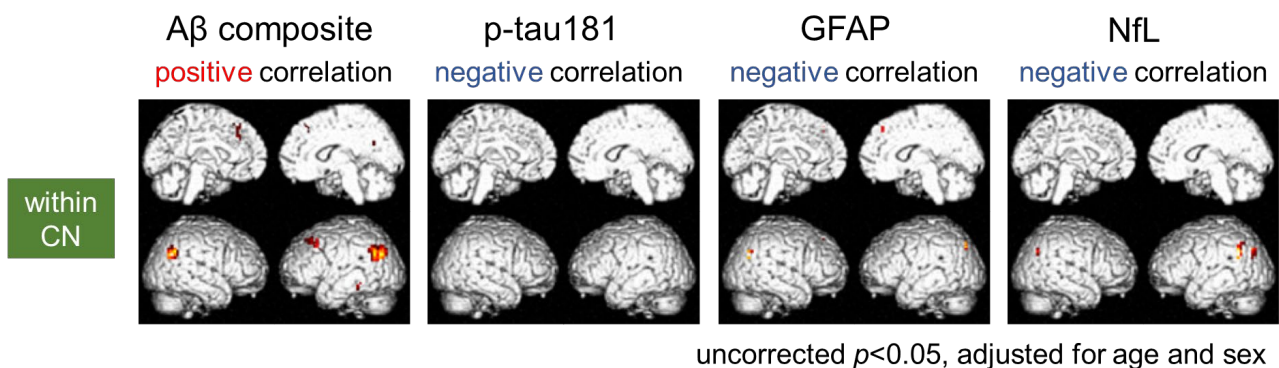 Aβ composite
positive correlation
p-tau181
negative correlation
GFAP
negative correlation
NfL
negative correlation
within
CN
uncorrected p<0.05, adjusted for age and sex